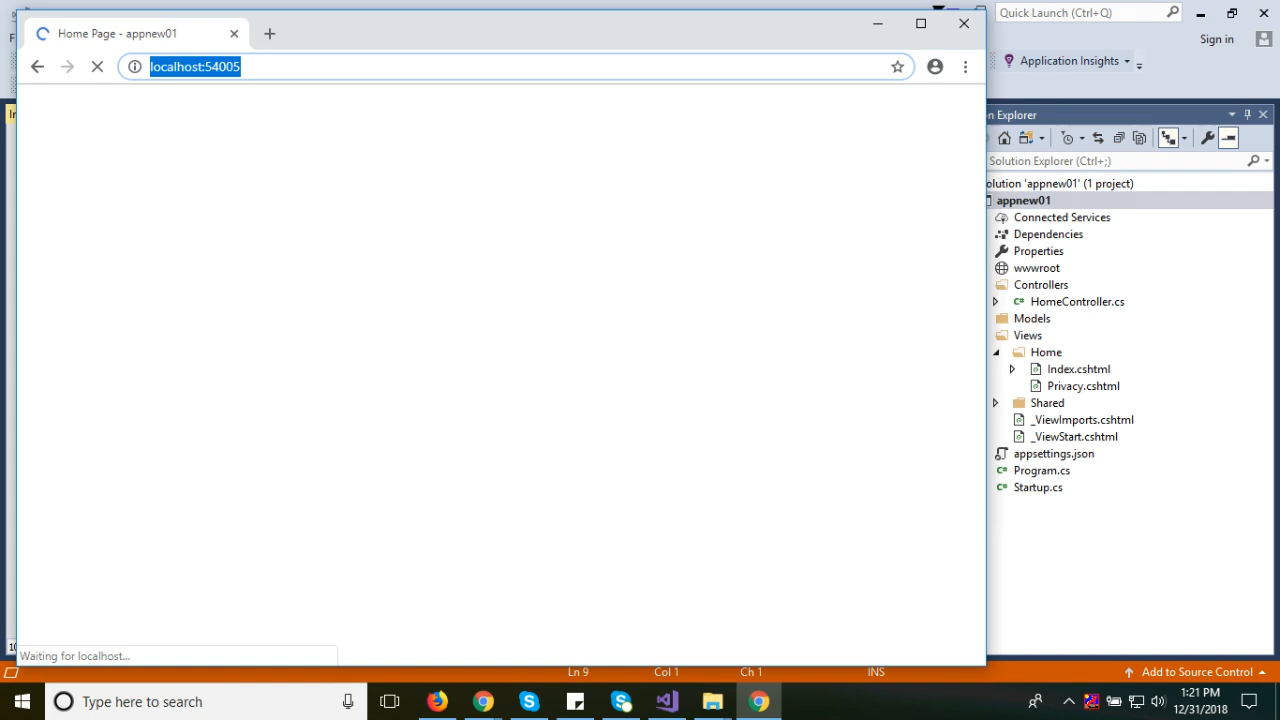 Home Page - appnew01
Quick Launch (Ctrl+Q)
Sign in
localhost:54005
Application Insights
n Explorer
Solution Explorer (Ctrl+;)
olution 'appnew01' (1 project)
appnew01
Connected Services
Dependencies
Properties
wwwroot
Controllers
C# HomeController.cs
Models
Views
Home
Index.cshtml
Privacy.cshtml
Shared
_ViewImports.cshtml
_ViewStart.cshtml
appsettings.json
C# Program.cs
C# Startup.cs
Waiting for localhost...
Ln 9 Col 1 Ch 1 INS Add to Source Control
Type here to search
1:21 PM
12/31/2018